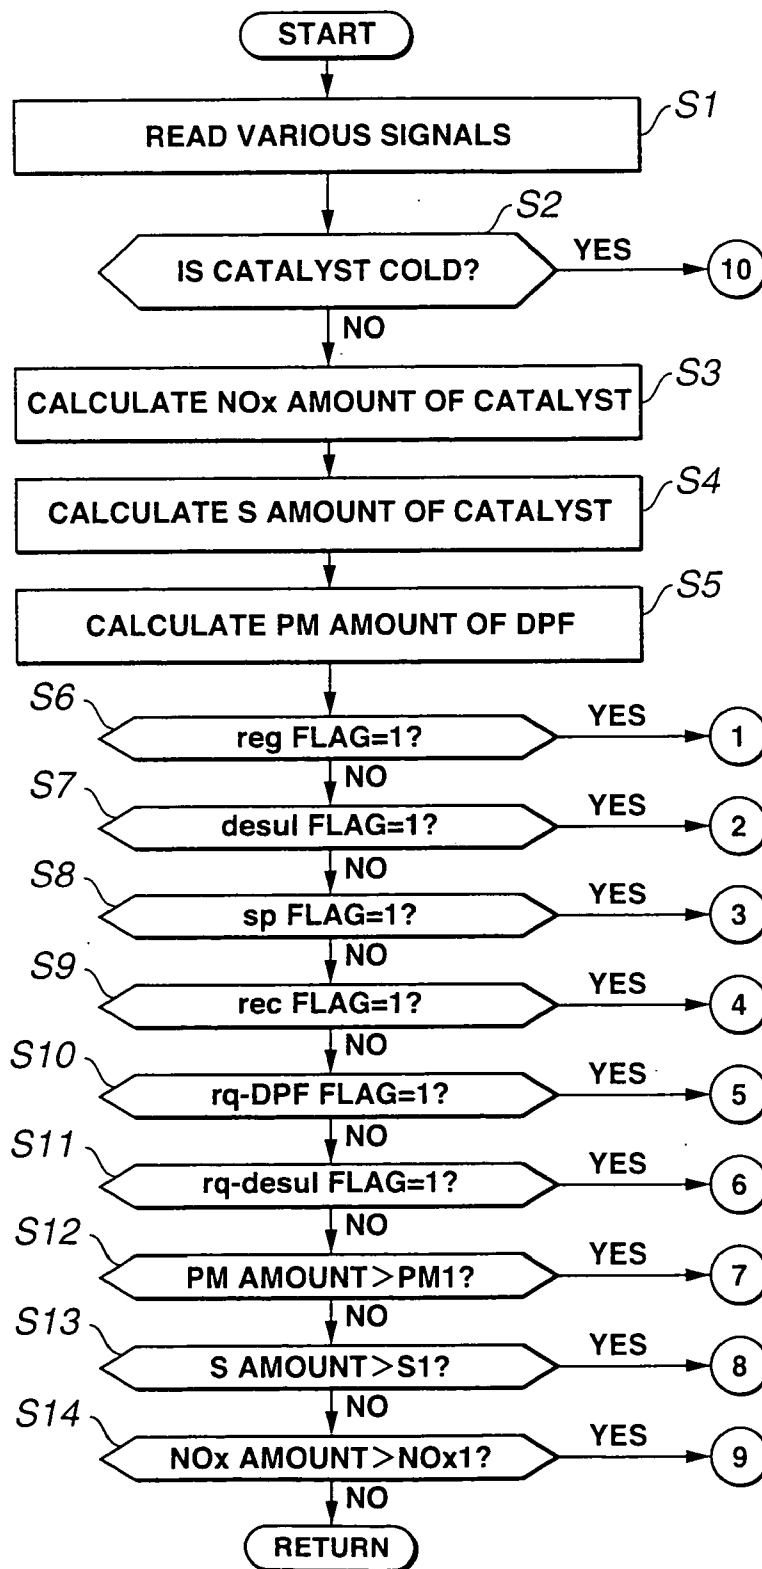 START
S1
READ VARIOUS SIGNALS
S2
IS CATALYST COLD?
YES
10
NO
S3
CALCULATE NOx AMOUNT OF CATALYST
S4
CALCULATE S AMOUNT OF CATALYST
S5
CALCULATE PM AMOUNT OF DPF
S6
reg FLAG=1?
YES
1
NO
S7
desul FLAG=1?
YES
2
NO
S8
sp FLAG=1?
YES
3
NO
S9
rec FLAG=1?
YES
4
NO
S10
rq-DPF FLAG=1?
YES
5
NO
S11
rq-desul FLAG=1?
YES
6
NO
S12
PM AMOUNT>PM1?
YES
7
NO
S13
S AMOUNT>S1?
YES
8
NO
S14
NOx AMOUNT>NOx1?
YES
9
NO
RETURN